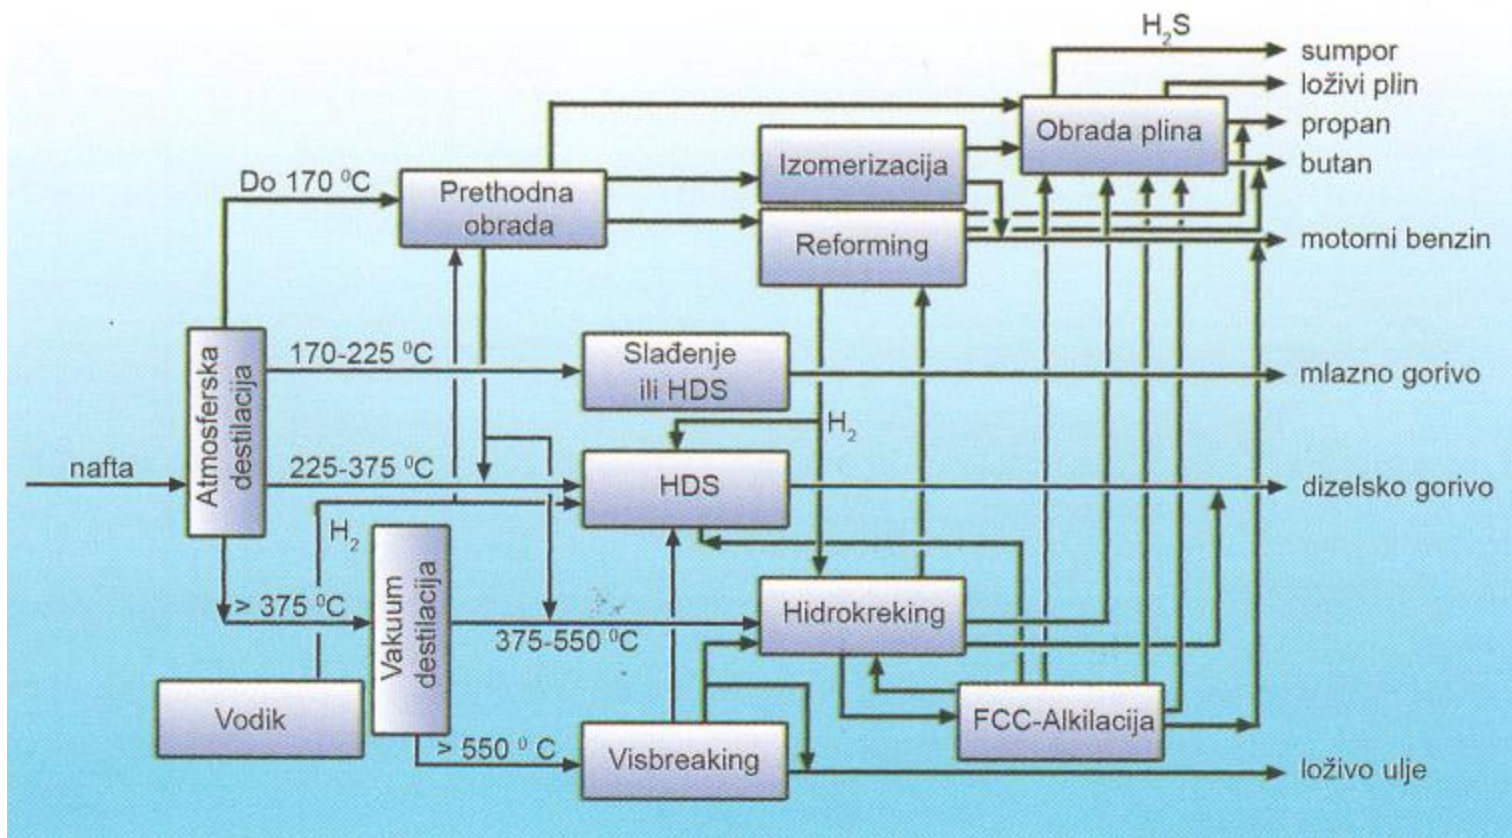 H₂S
sumpor
loživi plin
propan
butan
Obrada plina
Izomerizacija
Do 170 ⁰C
Prethodna
obrada
Reforming
motorni benzin
Atmosferska
destilacija
170-225 ⁰C
Slađenje
ili HDS
mlazno gorivo
H₂
nafta
225-375 ⁰C
HDS
dizelsko gorivo
H₂
> 375 ⁰C
Vakuum
destilacija
375-550 ⁰C
Hidrokreking
Vodik
FCC-Alkilacija
> 550 ⁰ C
Visbreaking
loživo ulje